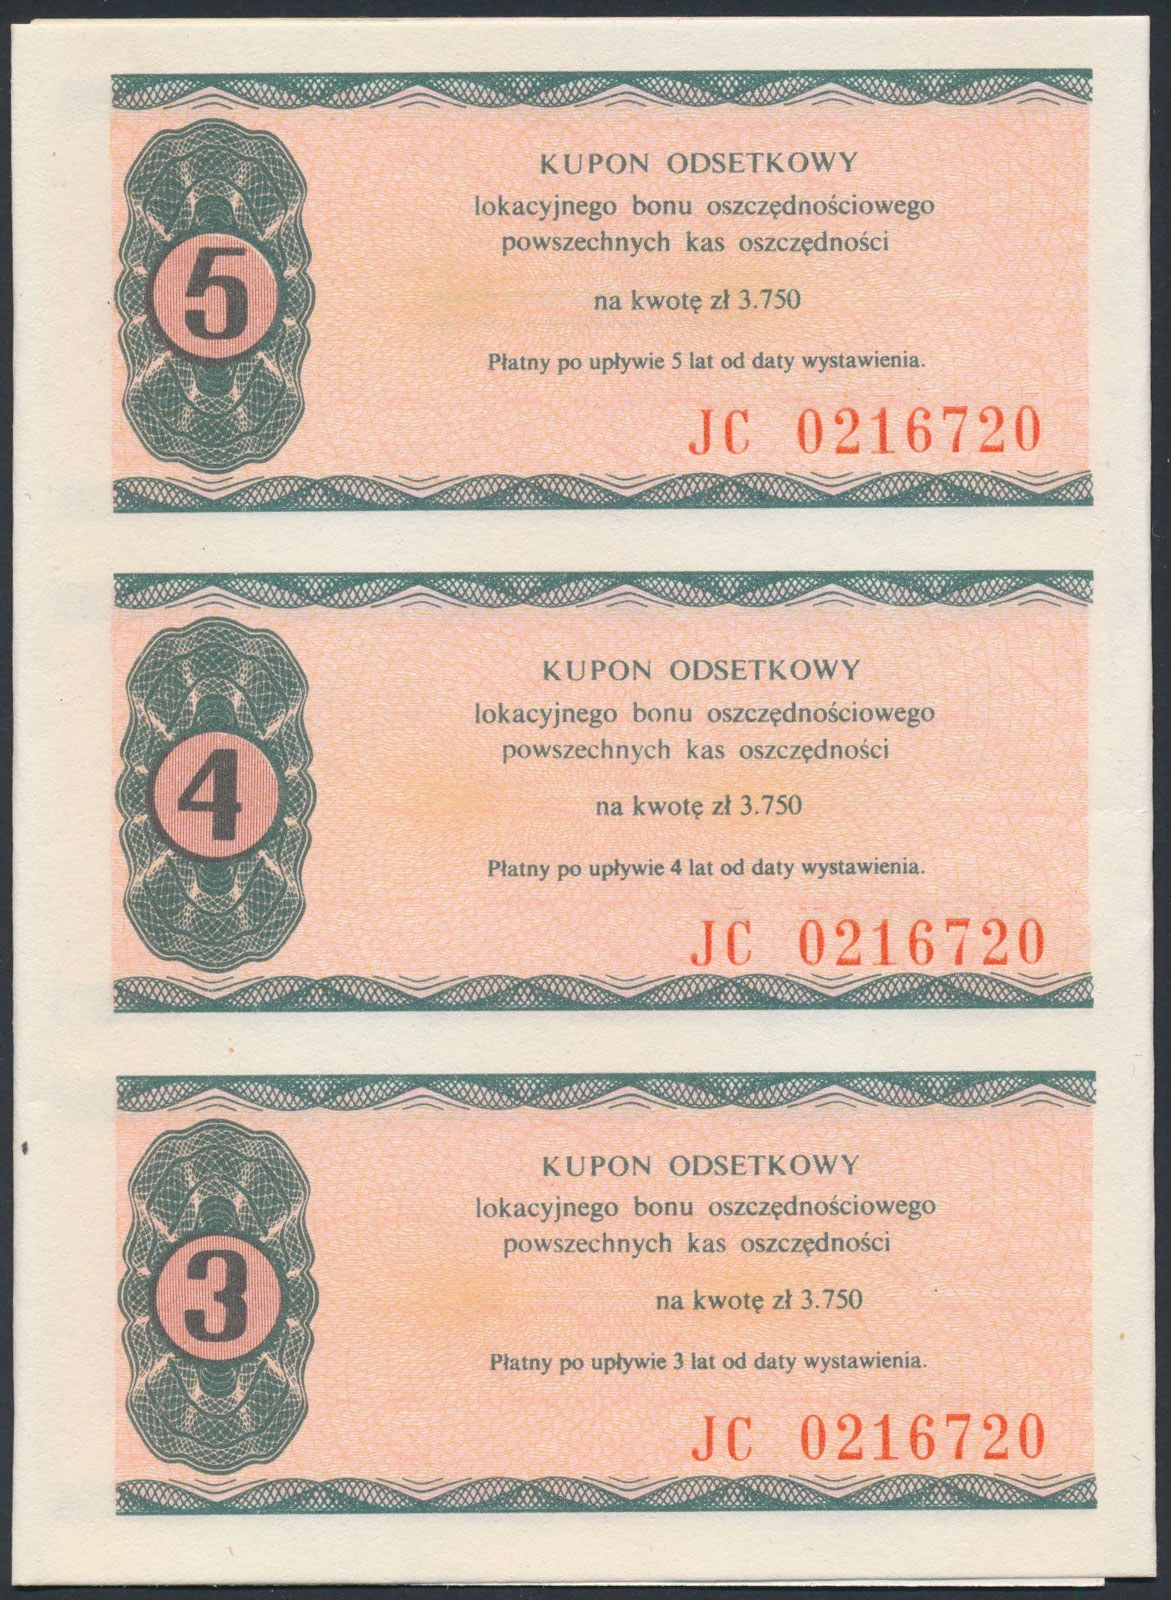 5
KUPON ODSETKOWY
lokacyjnego bonu oszczędnościowego
powszechnych kas oszczędności
na kwotę zł 3.750
Płatny po upływie 5 lat od daty wystawienia.
JC 0216720
4
KUPON ODSETKOWY
lokacyjnego bonu oszczędnościowego
powszechnych kas oszczędności
na kwotę zł 3.750
Płatny po upływie 4 lat od daty wystawienia.
JC 0216720
3
KUPON ODSETKOWY
lokacyjnego bonu oszczędnościowego
powszechnych kas oszczędności
na kwotę zł 3.750
Płatny po upływie 3 lat od daty wystawienia.
JC 0216720